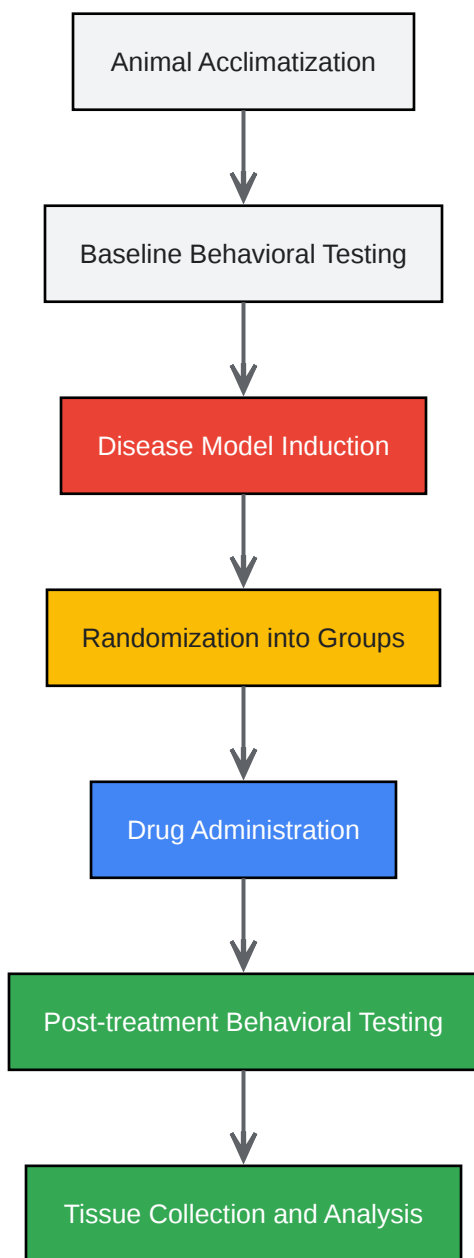 Animal Acclimatization
Baseline Behavioral Testing
Disease Model Induction
Randomization into Groups
Drug Administration
Post-treatment Behavioral Testing
Tissue Collection and Analysis